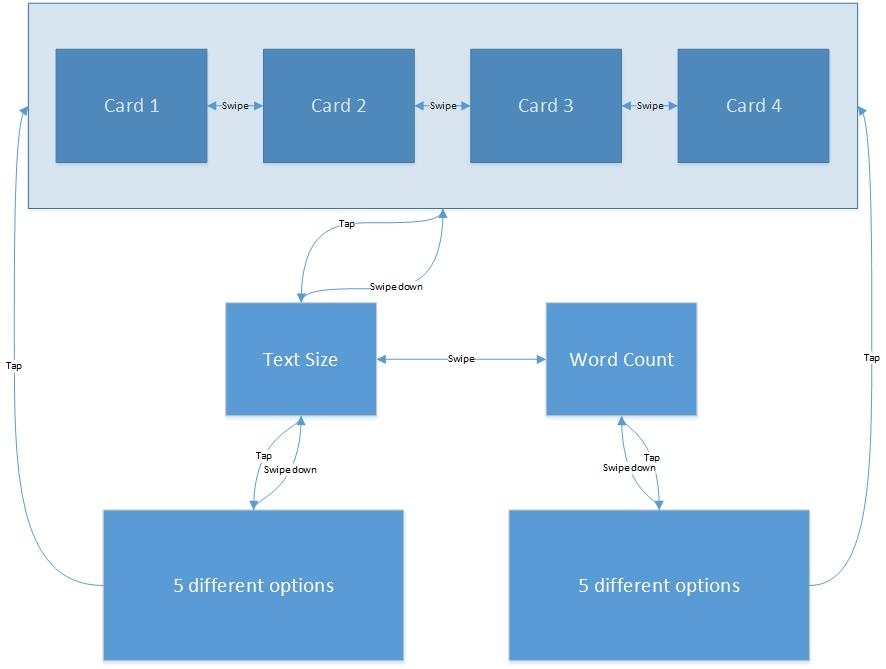 Card 1
Swipe
Card 2
Swipe
Card 3
Swipe
Card 4
Tap
Swipe down
Tap
Tap
Text Size
Swipe
Word Count
Tap
Swipe down
Tap
Swipe down
5 different options
5 different options